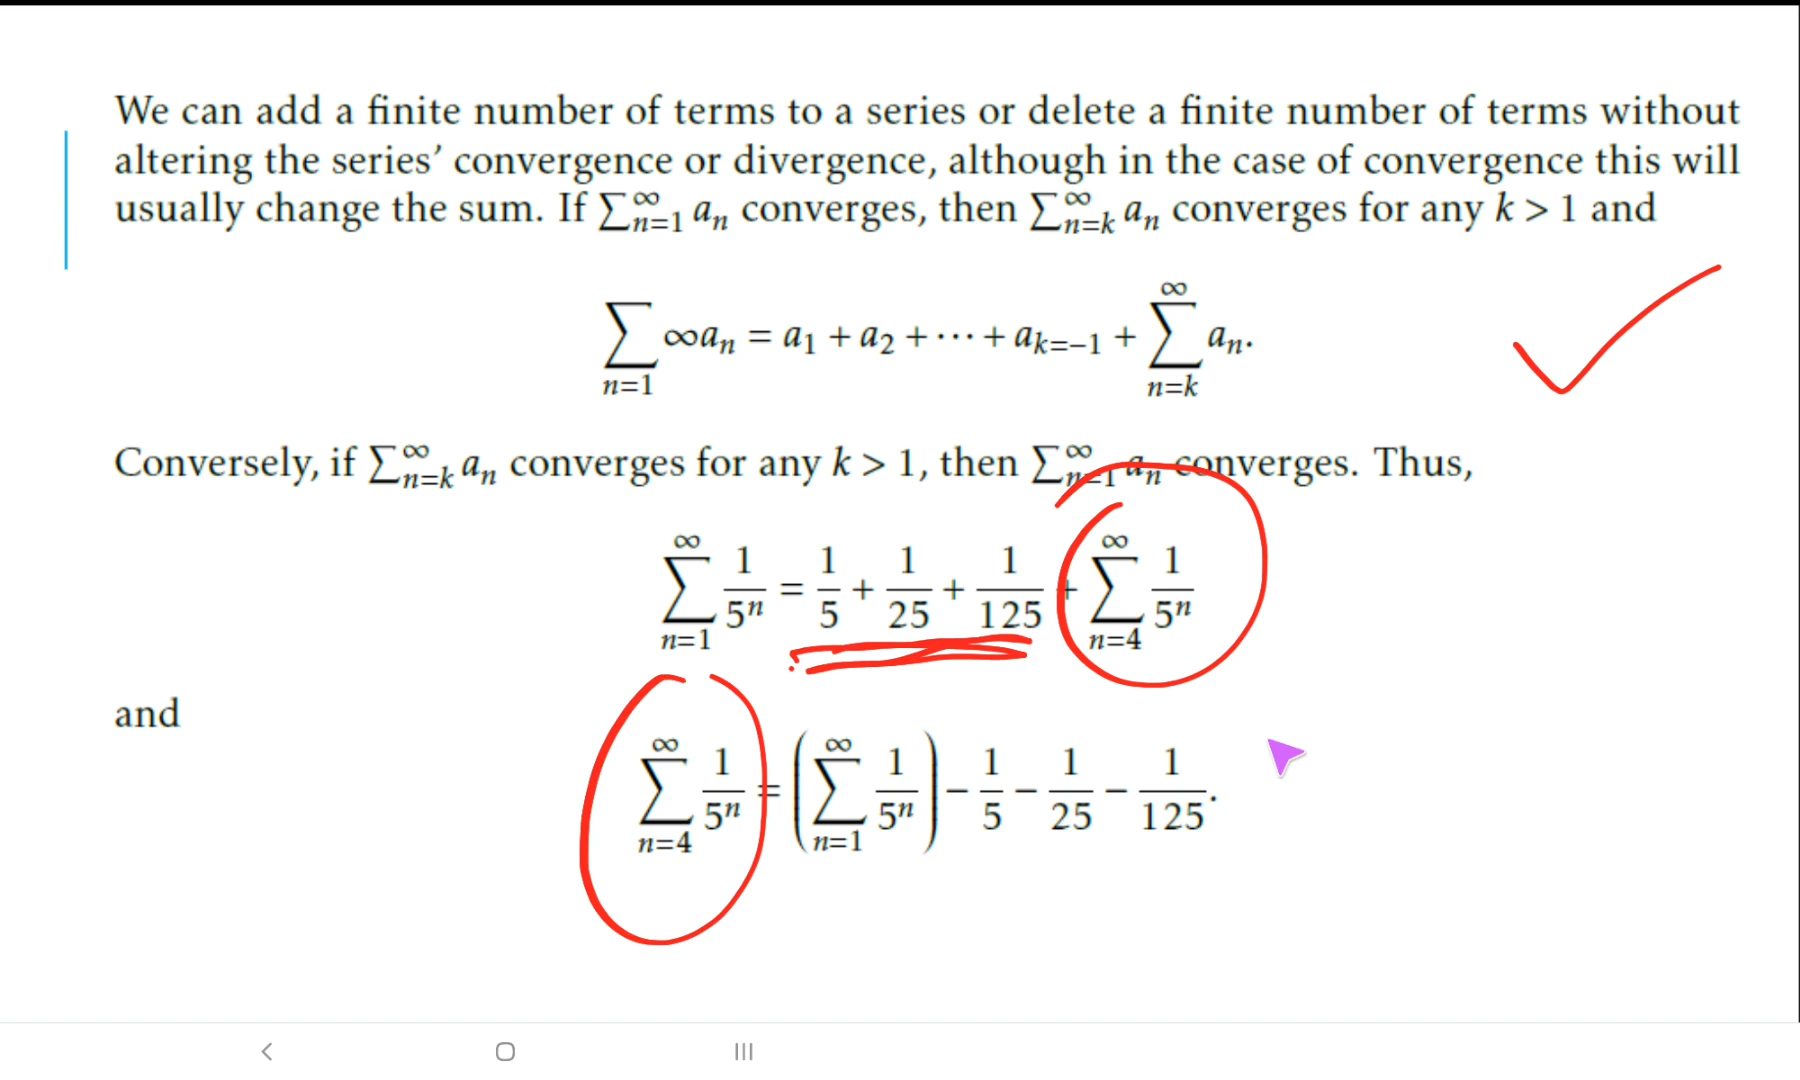 We can add a finite number of terms to a series or delete a finite number of terms without
altering the series’ convergence or divergence, although in the case of convergence this will
usually change the sum. If ∑_{n=1}^{∞} a_n converges, then ∑_{n=k}^{∞} a_n converges for any k > 1 and
∑_{n=1} ∞a_n = a_1 + a_2 + ⋯ + a_{k=−1} + ∑_{n=k}^{∞} a_n.
Conversely, if ∑_{n=k}^{∞} a_n converges for any k > 1, then ∑_{n=1}^{∞} a_n converges. Thus,
∑_{n=1}^{∞} 1/5^n = 1/5 + 1/25 + 1/125 + ∑_{n=4}^{∞} 1/5^n
and
∑_{n=4}^{∞} 1/5^n = (∑_{n=1}^{∞} 1/5^n) − 1/5 − 1/25 − 1/125.